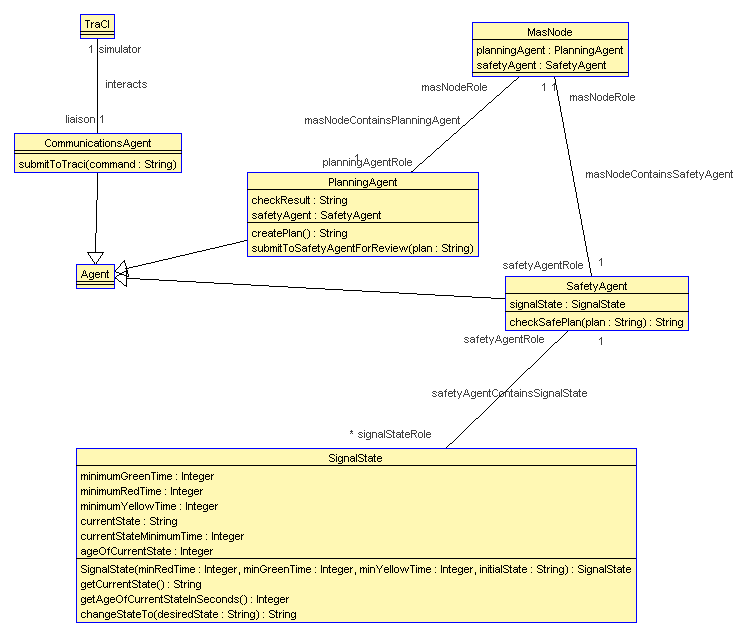 TraCI
1 simulator
interacts
liaison 1
CommunicationsAgent
submitToTraci(command : String)
MasNode
planningAgent : PlanningAgent
safetyAgent : SafetyAgent
masNodeRole
1 1
masNodeRole
masNodeContainsPlanningAgent
1
planningAgentRole
masNodeContainsSafetyAgent
PlanningAgent
checkResult : String
safetyAgent : SafetyAgent
createPlan() : String
submitToSafetyAgentForReview(plan : String)
Agent
safetyAgentRole 1
SafetyAgent
signalState : SignalState
checkSafePlan(plan : String) : String
safetyAgentRole 1
safetyAgentContainsSignalState
* signalStateRole
SignalState
minimumGreenTime : Integer
minimumRedTime : Integer
minimumYellowTime : Integer
currentState : String
currentStateMinimumTime : Integer
ageOfCurrentState : Integer
SignalState(minRedTime : Integer, minGreenTime : Integer, minYellowTime : Integer, initialState : String) : SignalState
getCurrentState() : String
getAgeOfCurrentStateInSeconds() : Integer
changeStateTo(desiredState : String) : String